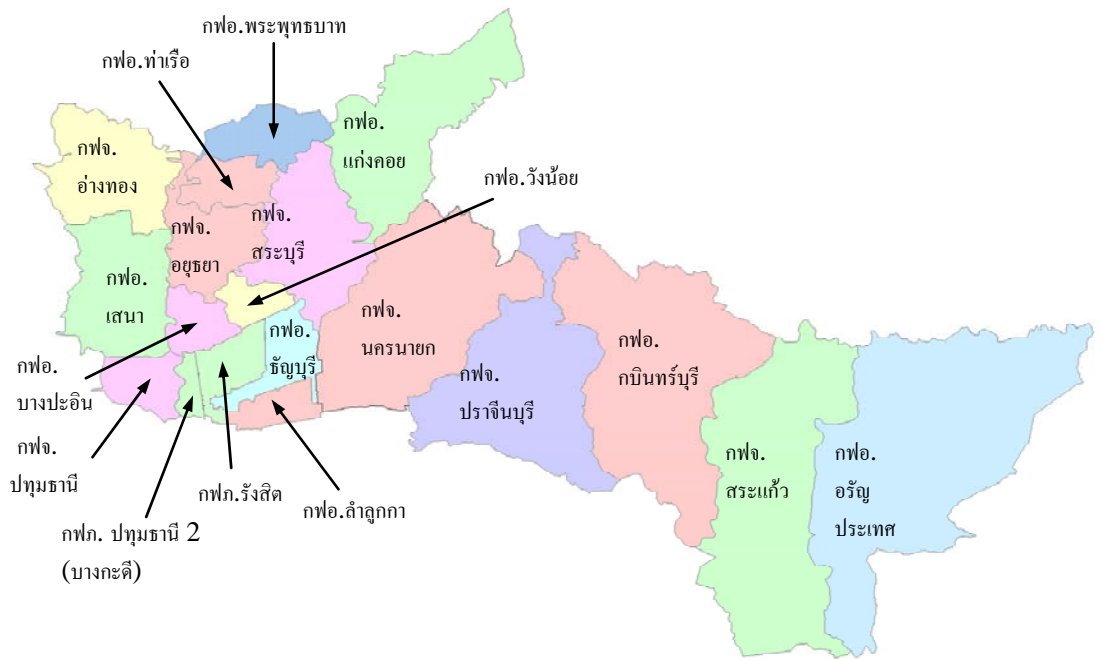 กฟอ.พระพุทธบาท
กฟอ.ท่าเรือ
กฟอ.
แก่งคอย
กฟจ.
อ่างทอง
กฟอ.วังน้อย
กฟจ.
อยุธยา
กฟจ.
สระบุรี
กฟอ.
เสนา
กฟจ.
นครนายก
กฟอ.
ธัญบุรี
กฟอ.
กบินทร์บุรี
กฟอ.
บางปะอิน
กฟจ.
ปราจีนบุรี
กฟจ.
ปทุมธานี
กฟภ.รังสิต
กฟอ.ลำลูกกา
กฟภ. ปทุมธานี 2
(บางกะดี)
กฟจ.
สระแก้ว
กฟอ.
อรัญ
ประเทศ